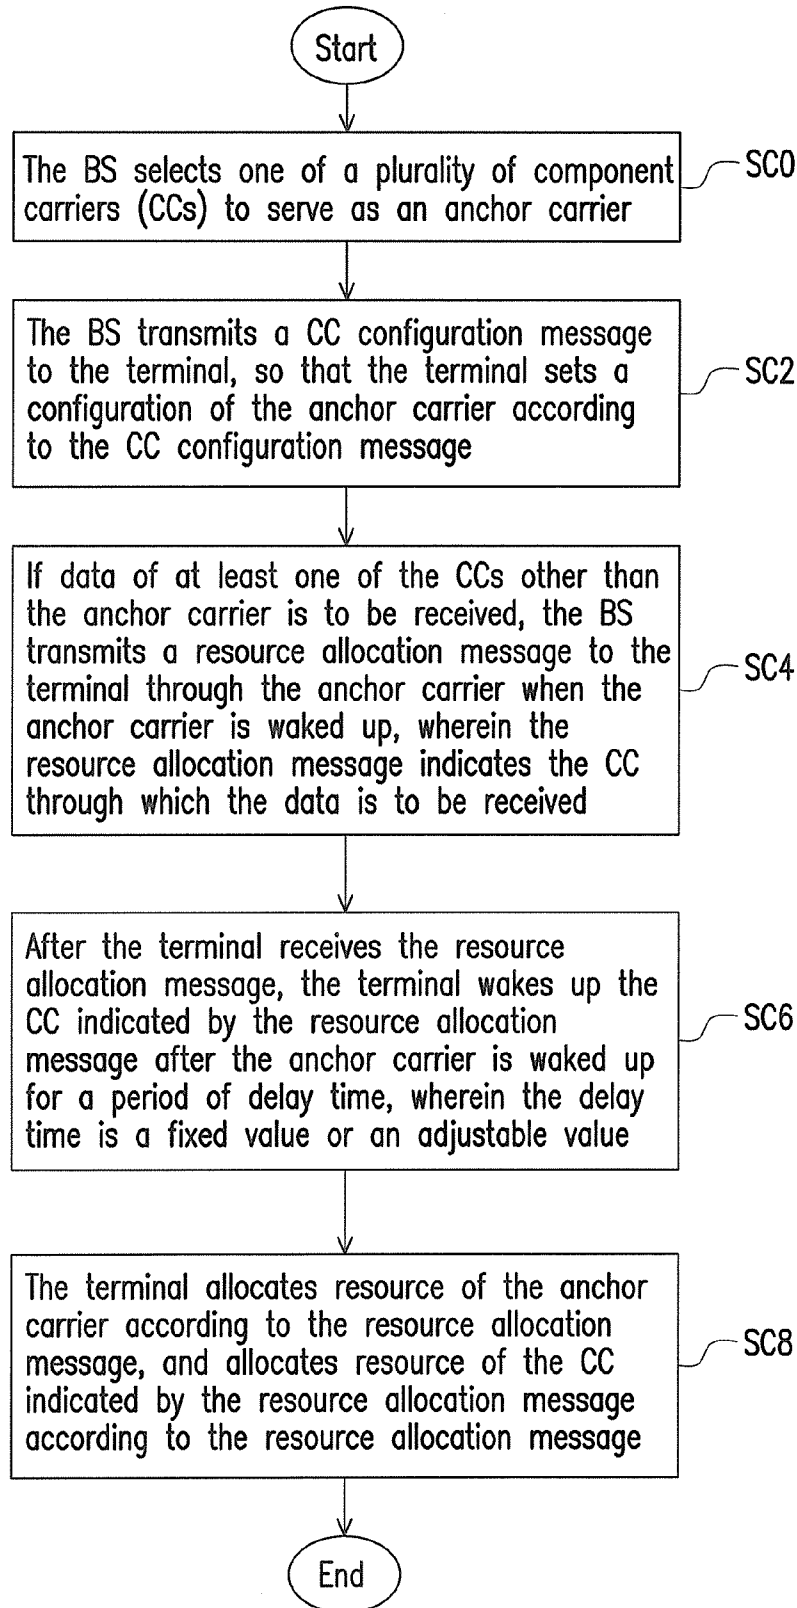 Start
The BS selects one of a plurality of component
carriers (CCs) to serve as an anchor carrier
SC0
The BS transmits a CC configuration message
to the terminal, so that the terminal sets a
configuration of the anchor carrier according
to the CC configuration message
SC2
If data of at least one of the CCs other than
the anchor carrier is to be received, the BS
transmits a resource allocation message to the
terminal through the anchor carrier when the
anchor carrier is waked up, wherein the
resource allocation message indicates the CC
through which the data is to be received
SC4
After the terminal receives the resource
allocation message, the terminal wakes up the
CC indicated by the resource allocation
message after the anchor carrier is waked up
for a period of delay time, wherein the delay
time is a fixed value or an adjustable value
SC6
The terminal allocates resource of the anchor
carrier according to the resource allocation
message, and allocates resource of the CC
indicated by the resource allocation message
according to the resource allocation message
SC8
End